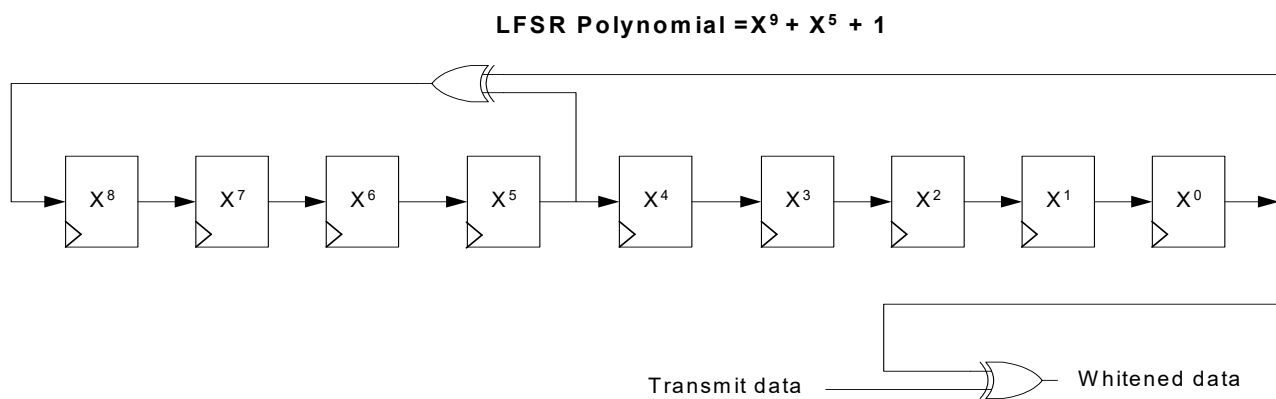 LFSR Polynomial =X⁹ + X⁵ + 1
X⁸ X⁷ X⁶ X⁵ X⁴ X³ X² X¹ X⁰
Transmit data Whitened data